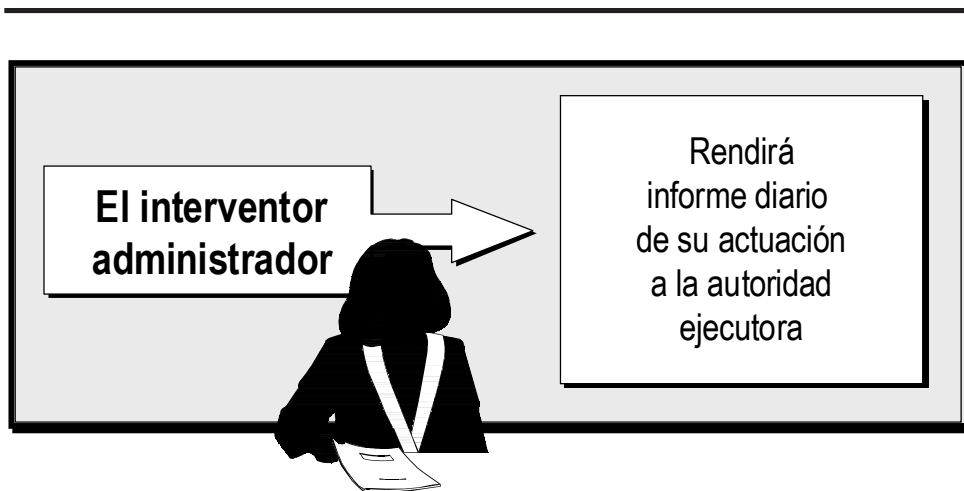 El interventor
administrador
Rendirá
informe diario
de su actuación
a la autoridad
ejecutora